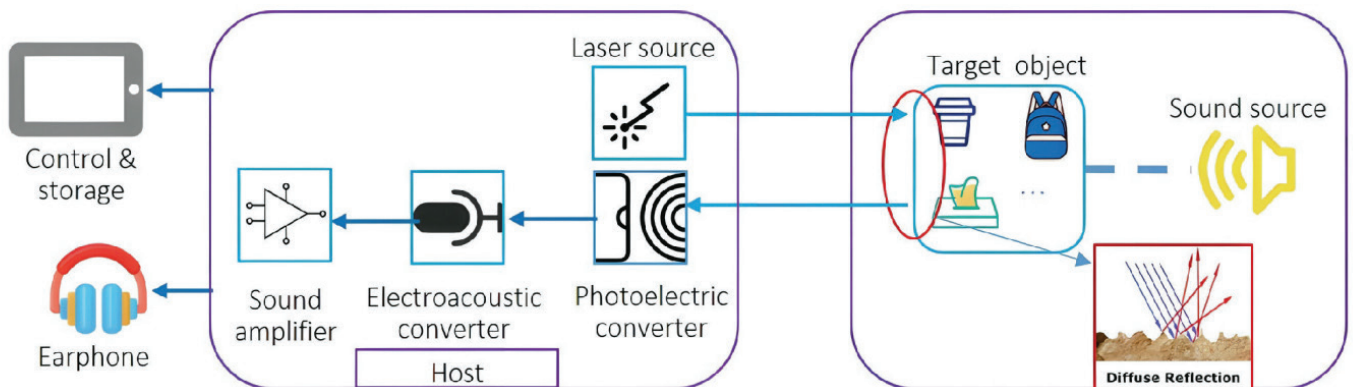 Control &
storage
Earphone
Laser source
Sound
amplifier
Electroacoustic
converter
Photoelectric
converter
Host
Target object
...
Sound source
Diffuse Reflection